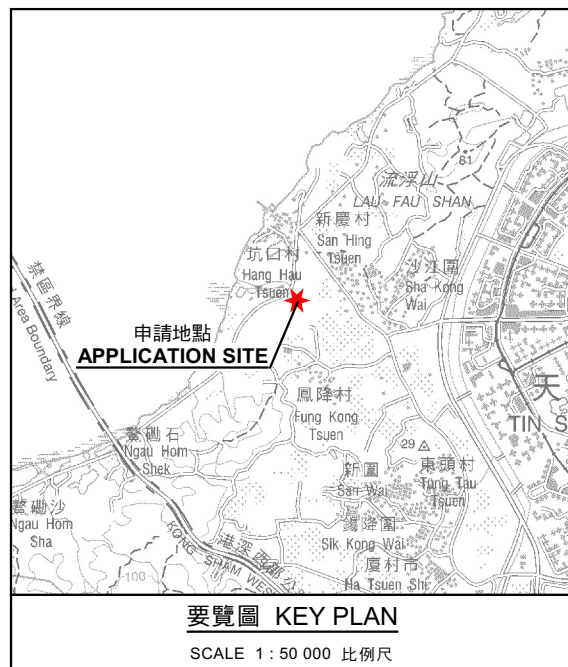 81
流浮山
LAU FAU SHAN
新慶村
San Hing
Tsuen
坑口村
Hang Hau
Tsuen
沙江圍
Sha Kong
Wai
禁區界線
Area Boundary
申請地點
APPLICATION SITE
天
TIN S
鳳降村
Fung Kong
Tsuen
鰲磡石
Ngau Hom
Shek
29
新圍
San Wai
東頭村
Tung Tau
Tsuen
鰲磡沙
Ngau Hom
Sha
錫降圍
Sik Kong Wai
港深西部公
KONG SHAM WEST
廈村市
Ha Tsuen Shi
100
要覽圖 KEY PLAN
SCALE 1 : 50 000 比例尺